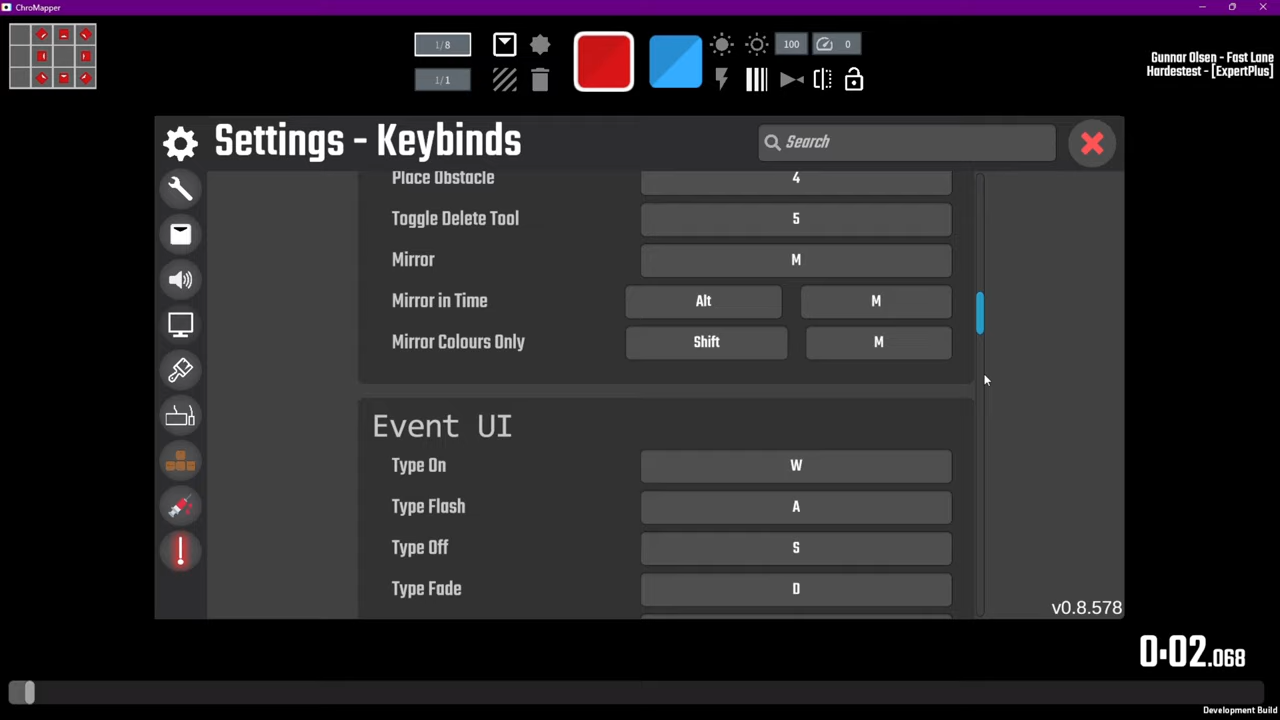 ChroMapper
1/8
1/1
100
0
Gunnar Olsen - Fast Lane
Hardestest - [ExpertPlus]
Settings - Keybinds
Search
Place Obstacle
4
Toggle Delete Tool
5
Mirror
M
Mirror in Time
Alt
M
Mirror Colours Only
Shift
M
Event UI
Type On
W
Type Flash
A
Type Off
S
Type Fade
D
v0.8.578
0:02.068
Development Build